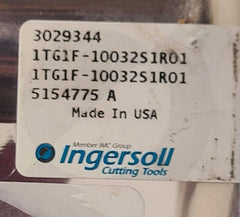 3029344
1TG1F-10032S1R01
1TG1F-10032S1R01
5154775 A
Made In USA
Member IMC Group
Ingersoll
Cutting Tools